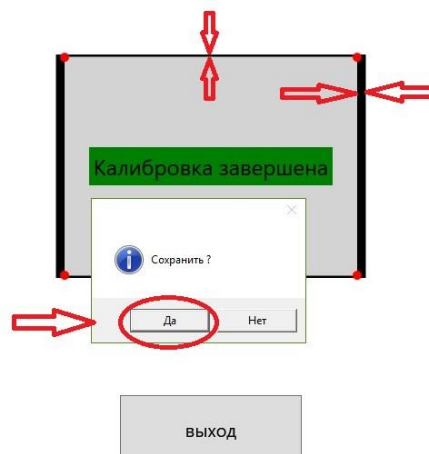 Калибровка завершена
Сохранить ?
Да
Нет
выход